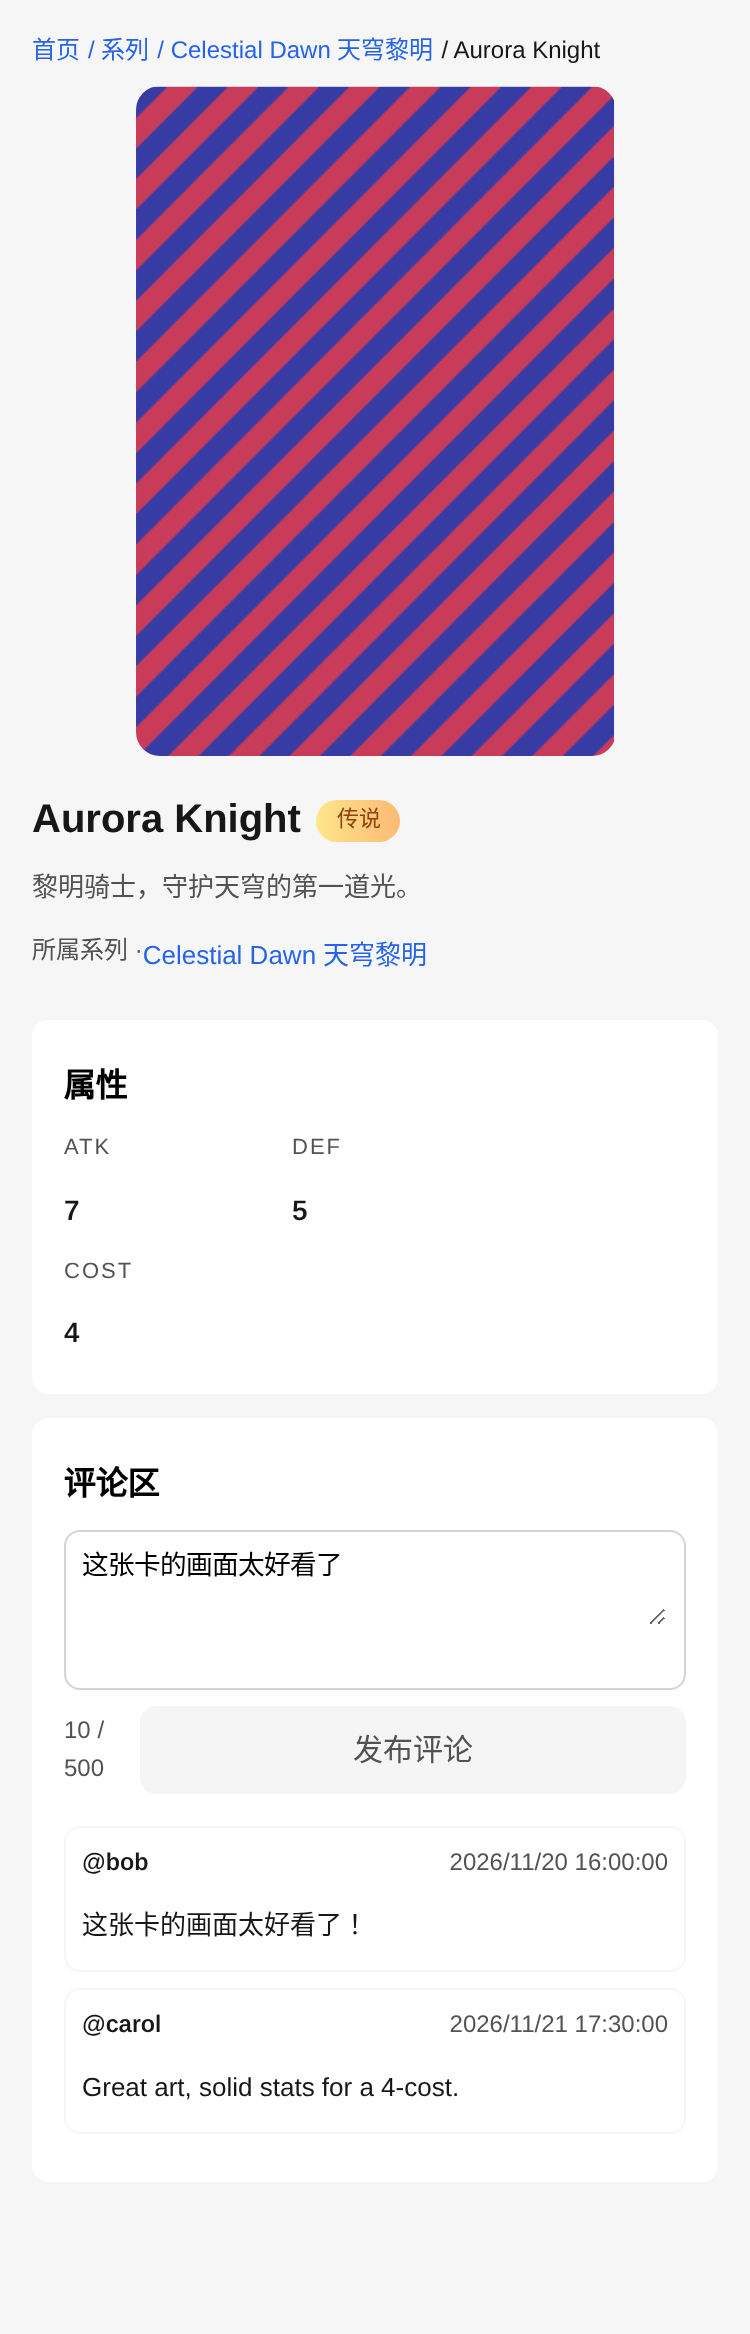 首页 / 系列 / Celestial Dawn 天穹黎明 / Aurora Knight
Aurora Knight 传说
黎明骑士，守护天穹的第一道光。
所属系列 ·Celestial Dawn 天穹黎明
属性
ATK DEF
7 5
COST
4
评论区
这张卡的画面太好看了
10 /
500
发布评论
@bob 2026/11/20 16:00:00
这张卡的画面太好看了！
@carol 2026/11/21 17:30:00
Great art, solid stats for a 4-cost.